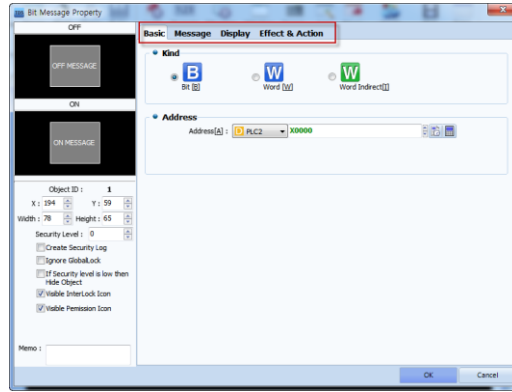 Bit Message Property
OFF
OFF MESSAGE
ON
ON MESSAGE
Object ID : 1
X : 194 Y : 59
Width : 78 Height : 65
Security Level : 0
Create Security Log
Ignore GlobalLock
If Security level is low then
Hide Object
Visible InterLock Icon
Visible Pemission Icon
Memo :
Basic Message Display Effect & Action
Kind
B W W
Bit [B] Word [W] Word Indirect[I]
Address
Address[A] : PLC2 X0000
OK Cancel